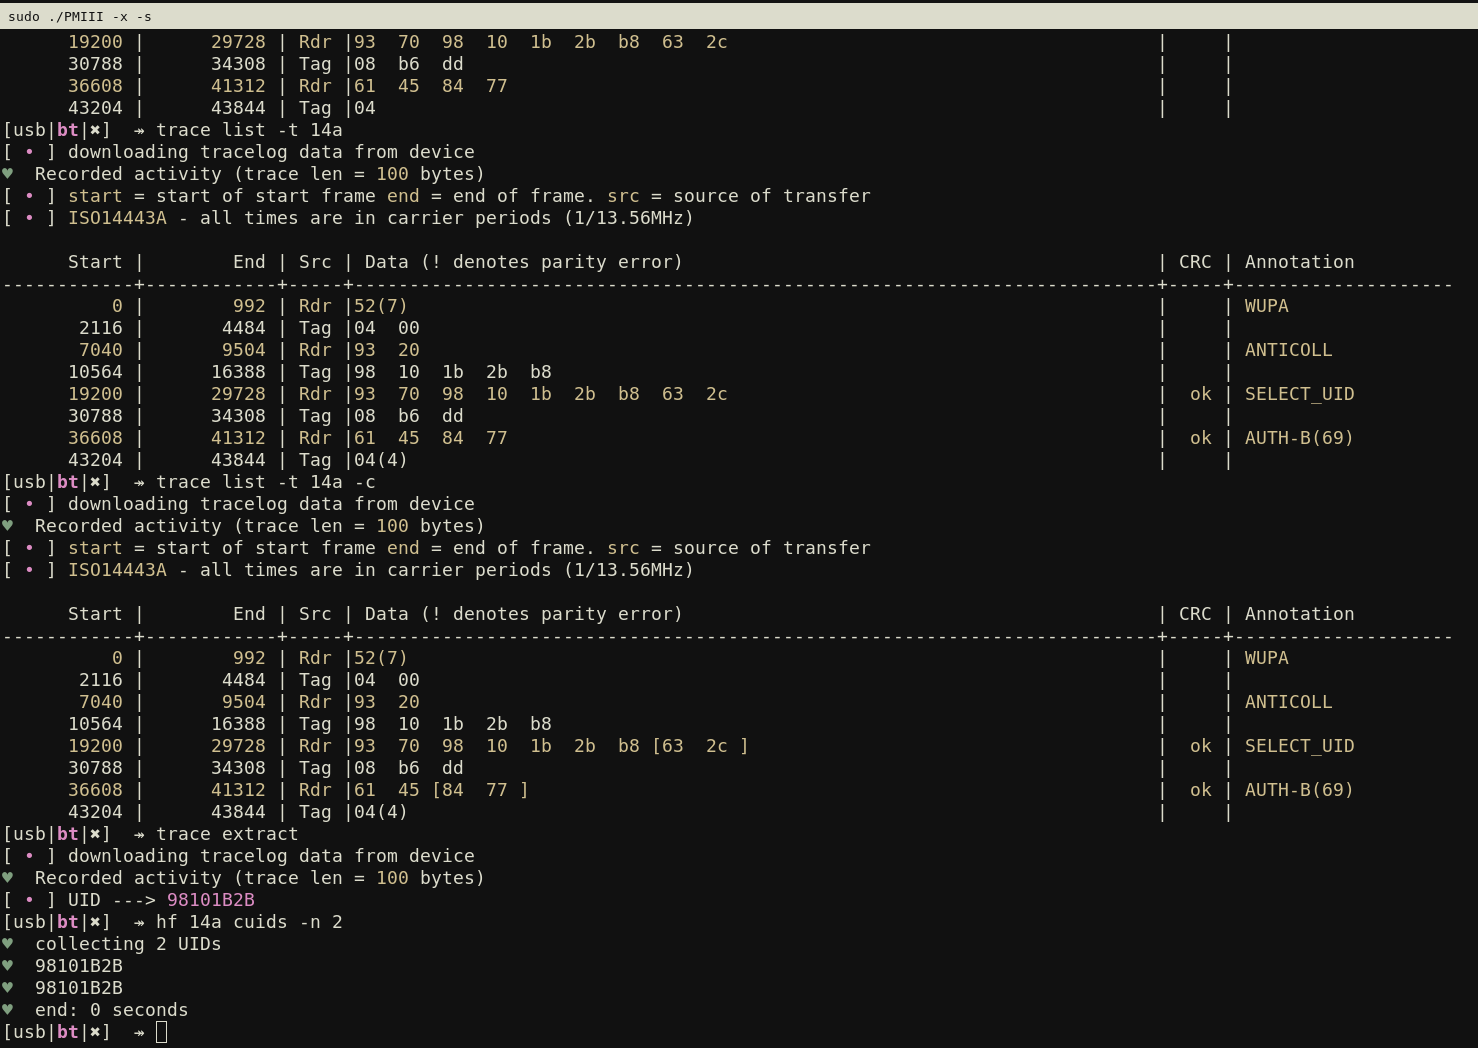 sudo ./PMIII -x -s
19200 | 29728 | Rdr |93 70 98 10 1b 2b b8 63 2c | |
30788 | 34308 | Tag |08 b6 dd | |
36608 | 41312 | Rdr |61 45 84 77 | |
43204 | 43844 | Tag |04 | |
[usb|bt|✖] ↠ trace list -t 14a
[ • ] downloading tracelog data from device
♥ Recorded activity (trace len = 100 bytes)
[ • ] start = start of start frame end = end of frame. src = source of transfer
[ • ] ISO14443A - all times are in carrier periods (1/13.56MHz)
Start | End | Src | Data (! denotes parity error) | CRC | Annotation
------------+------------+-----+-------------------------------------------------------------------------+-----+--------------------
0 | 992 | Rdr |52(7) | | WUPA
2116 | 4484 | Tag |04 00 | |
7040 | 9504 | Rdr |93 20 | | ANTICOLL
10564 | 16388 | Tag |98 10 1b 2b b8 | |
19200 | 29728 | Rdr |93 70 98 10 1b 2b b8 63 2c | ok | SELECT_UID
30788 | 34308 | Tag |08 b6 dd | |
36608 | 41312 | Rdr |61 45 84 77 | ok | AUTH-B(69)
43204 | 43844 | Tag |04(4) | |
[usb|bt|✖] ↠ trace list -t 14a -c
[ • ] downloading tracelog data from device
♥ Recorded activity (trace len = 100 bytes)
[ • ] start = start of start frame end = end of frame. src = source of transfer
[ • ] ISO14443A - all times are in carrier periods (1/13.56MHz)
Start | End | Src | Data (! denotes parity error) | CRC | Annotation
------------+------------+-----+-------------------------------------------------------------------------+-----+--------------------
0 | 992 | Rdr |52(7) | | WUPA
2116 | 4484 | Tag |04 00 | |
7040 | 9504 | Rdr |93 20 | | ANTICOLL
10564 | 16388 | Tag |98 10 1b 2b b8 | |
19200 | 29728 | Rdr |93 70 98 10 1b 2b b8 [63 2c ] | ok | SELECT_UID
30788 | 34308 | Tag |08 b6 dd | |
36608 | 41312 | Rdr |61 45 [84 77 ] | ok | AUTH-B(69)
43204 | 43844 | Tag |04(4) | |
[usb|bt|✖] ↠ trace extract
[ • ] downloading tracelog data from device
♥ Recorded activity (trace len = 100 bytes)
[ • ] UID ---> 98101B2B
[usb|bt|✖] ↠ hf 14a cuids -n 2
♥ collecting 2 UIDs
♥ 98101B2B
♥ 98101B2B
♥ end: 0 seconds
[usb|bt|✖] ↠